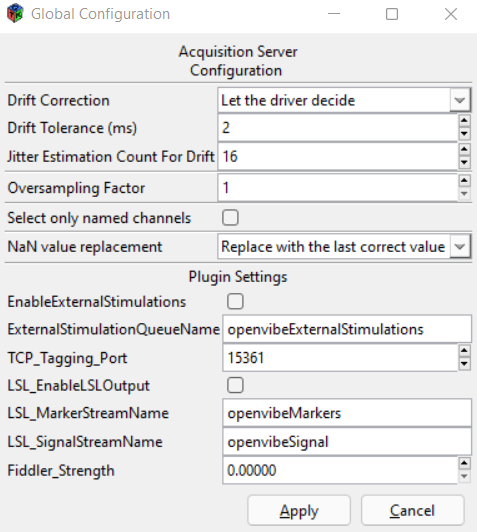 Global Configuration
Acquisition Server
Configuration
Drift Correction Let the driver decide
Drift Tolerance (ms) 2
Jitter Estimation Count For Drift 16
Oversampling Factor 1
Select only named channels
NaN value replacement Replace with the last correct value
Plugin Settings
EnableExternalStimulations
ExternalStimulationQueueName openvibeExternalStimulations
TCP_Tagging_Port 15361
LSL_EnableLSLOutput
LSL_MarkerStreamName openvibeMarkers
LSL_SignalStreamName openvibeSignal
Fiddler_Strength 0.00000
Apply Cancel